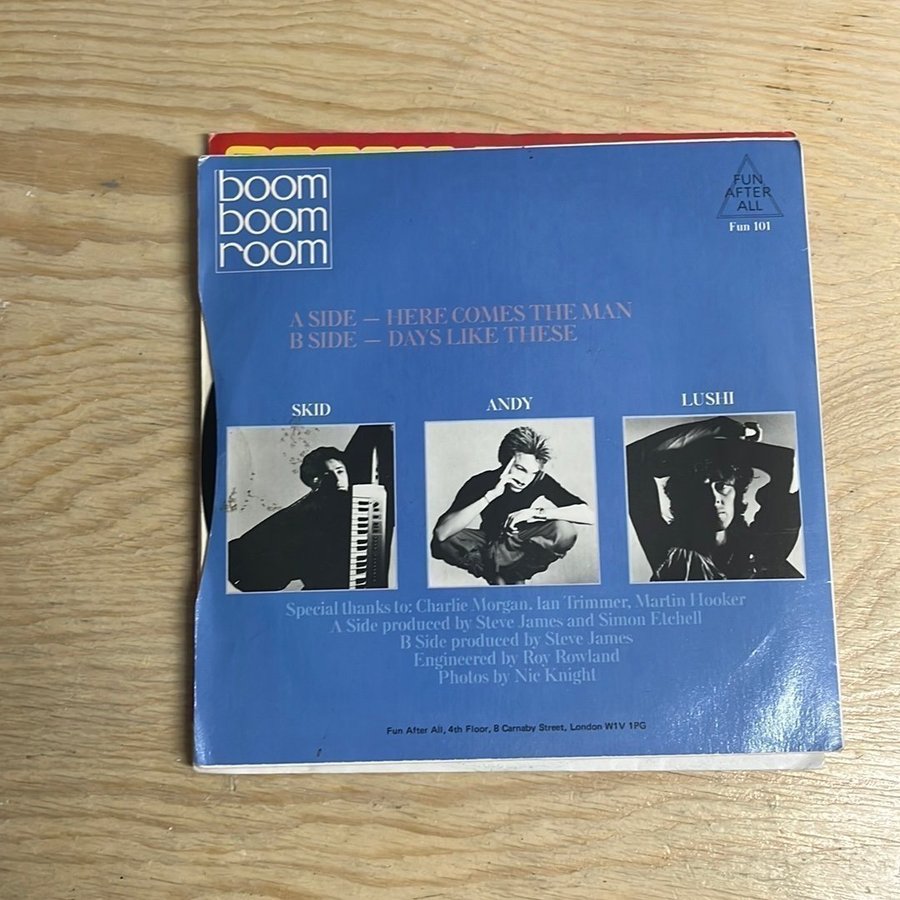 boom
boom
room
FUN
AFTER
ALL
Fun 101
A SIDE — HERE COMES THE MAN
B SIDE — DAYS LIKE THESE
SKID
ANDY
LUSHI
Special thanks to: Charlie Morgan. Ian Trimmer, Martin Hooker
A Side produced by Steve James and Simon Etchell
B Side produced by Steve James
Engineered by Roy Rowland
Photos by Nic Knight
Fun After All, 4th Floor, 8 Carnaby Street, London W1V 1PG